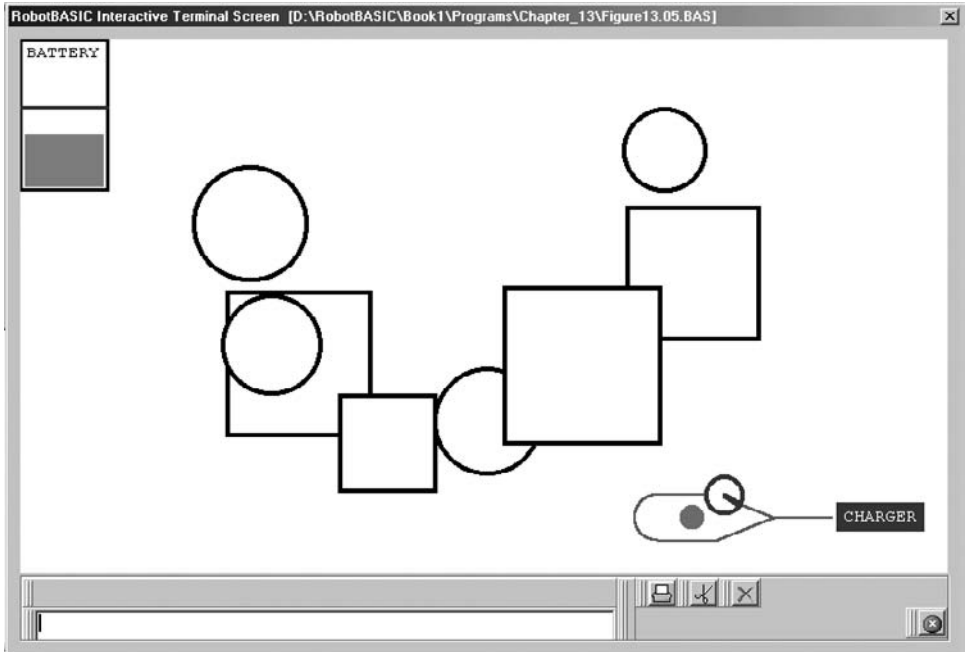 RobotBASIC Interactive Terminal Screen [D:\RobotBASIC\Book1\Programs\Chapter_13\Figure13.05.BAS]
BATTERY
CHARGER